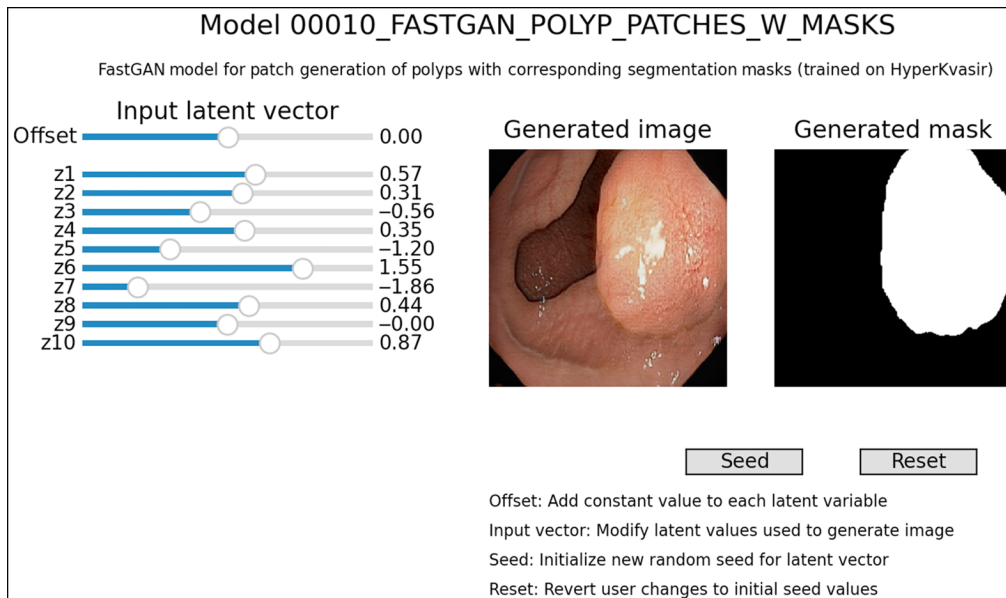 Model 00010_FASTGAN_POLYP_PATCHES_W_MASKS
FastGAN model for patch generation of polyps with corresponding segmentation masks (trained on HyperKvasir)
Input latent vector
Offset 0.00
z1 0.57
z2 0.31
z3 −0.56
z4 0.35
z5 −1.20
z6 1.55
z7 −1.86
z8 0.44
z9 −0.00
z10 0.87
Generated image
Generated mask
Seed
Reset
Offset: Add constant value to each latent variable
Input vector: Modify latent values used to generate image
Seed: Initialize new random seed for latent vector
Reset: Revert user changes to initial seed values